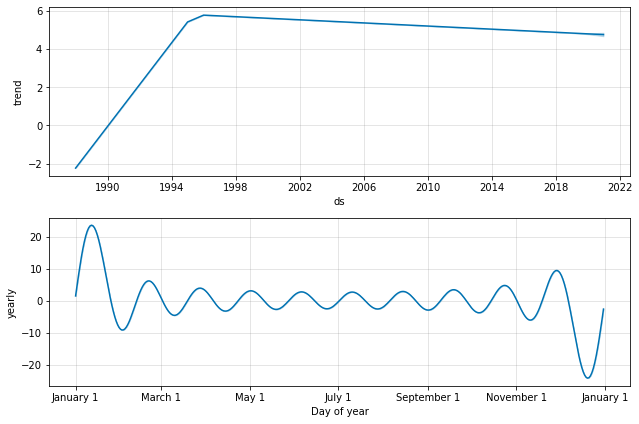 6
4
2
0
−2
trend
1990 1994 1998 2002 2006 2010 2014 2018 2022
ds
20
10
0
−10
−20
yearly
January 1 March 1 May 1 July 1 September 1 November 1 January 1
Day of year